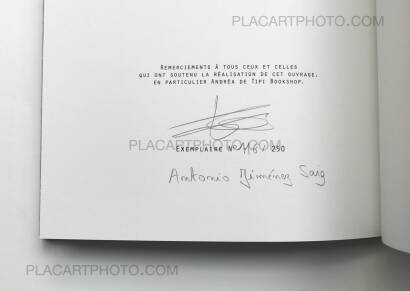 PLACARTPHOTO.COM
REMERCIEMENTS À TOUS CEUX ET CELLES
QUI ONT SOUTENU LA RÉALISATION DE CET OUVRAGE,
EN PARTICULIER ANDRÉA DE TIPI BOOKSHOP.
PLACARTPHOTO.COM
EXEMPLAIRE N° 116 / 250
Antonio Jiménez Saiz
PLACARTPHOTO.COM